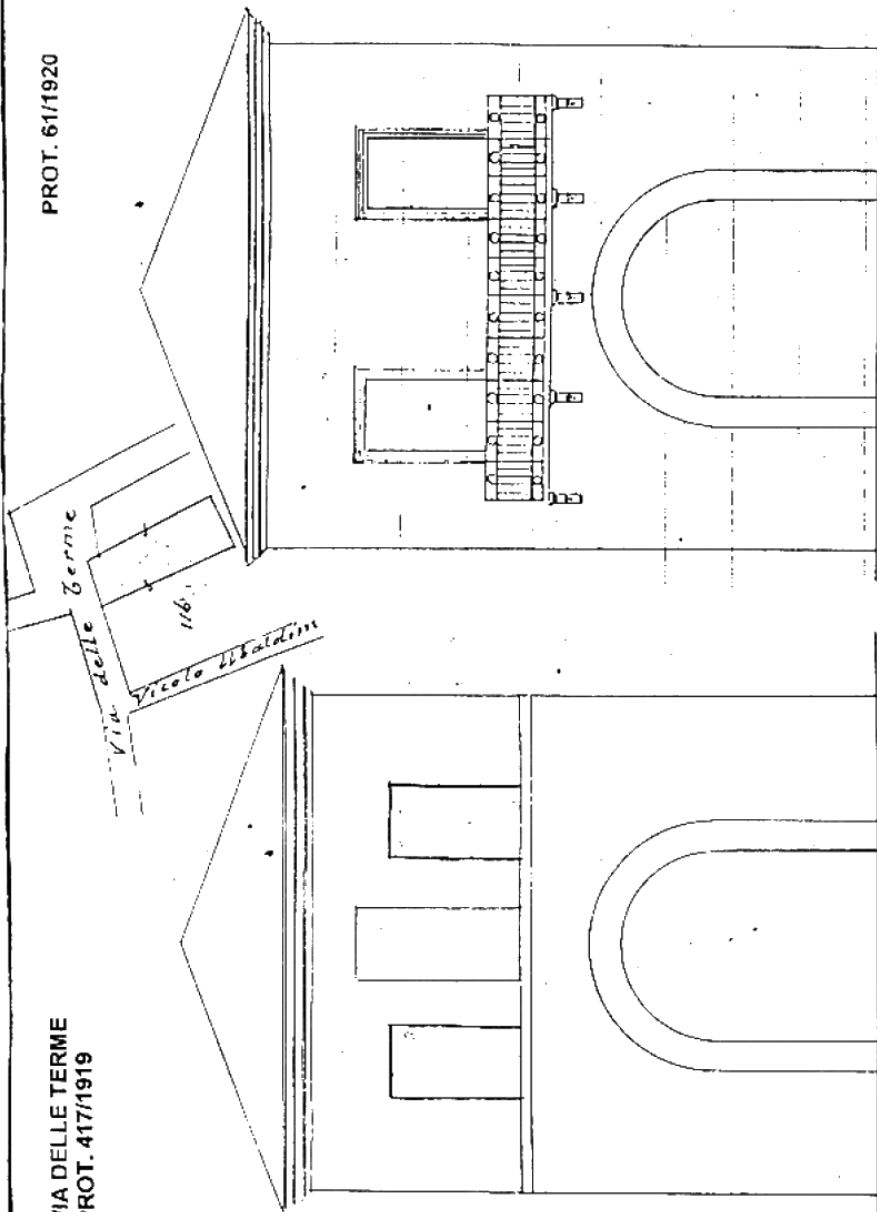 VIA DELLE TERME
PROT. 417/1919
PROT. 61/1920
Via delle Terme
Vicolo Ubaldini
116